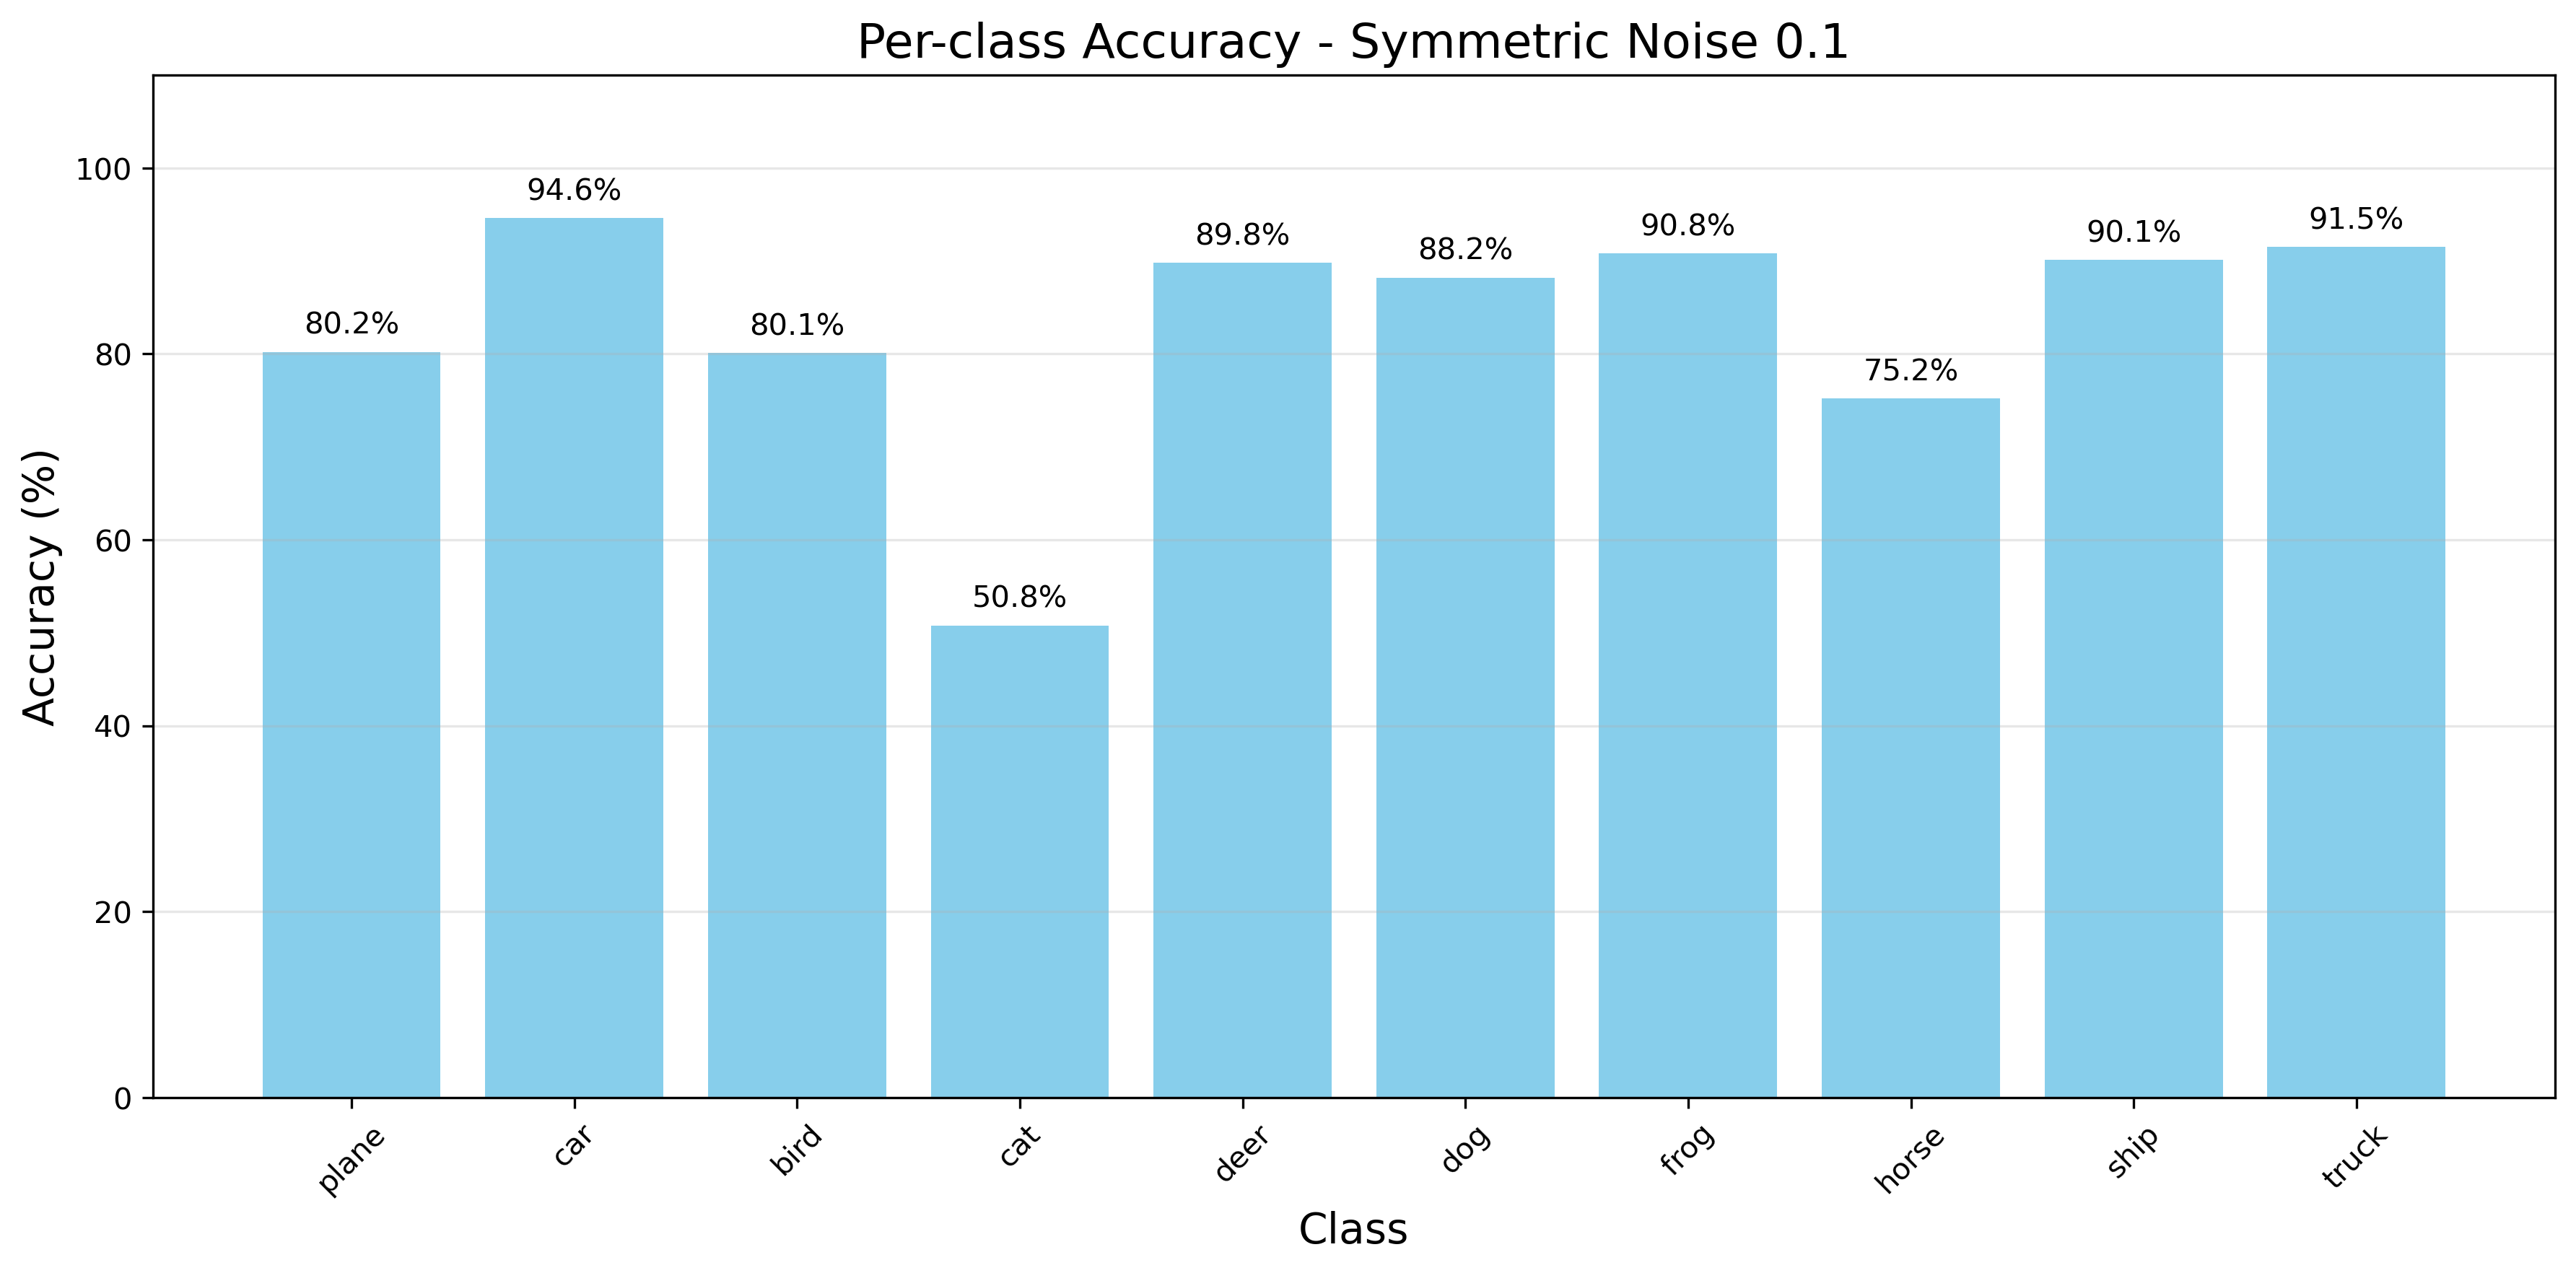 Per-class Accuracy - Symmetric Noise 0.1
Accuracy (%)
100
80
60
40
20
0
80.2%
94.6%
80.1%
50.8%
89.8%
88.2%
90.8%
75.2%
90.1%
91.5%
plane
car
bird
cat
deer
dog
frog
horse
ship
truck
Class